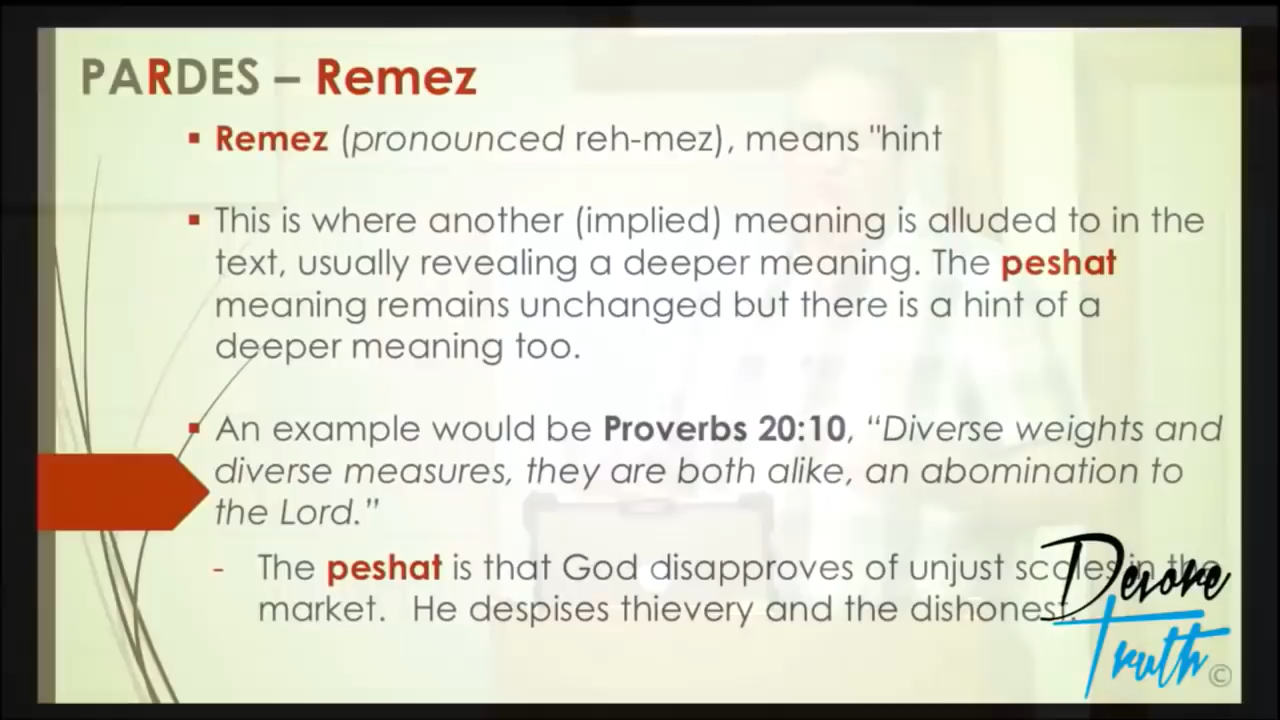 PARDES – Remez
▪ Remez (pronounced reh-mez), means "hint
▪ This is where another (implied) meaning is alluded to in the
text, usually revealing a deeper meaning. The peshat
meaning remains unchanged but there is a hint of a
deeper meaning too.
▪ An example would be Proverbs 20:10, “Diverse weights and
diverse measures, they are both alike, an abomination to
the Lord.”
- The peshat is that God disapproves of unjust scales in the
market. He despises thievery and the dishonest.
Devore
Truth ©